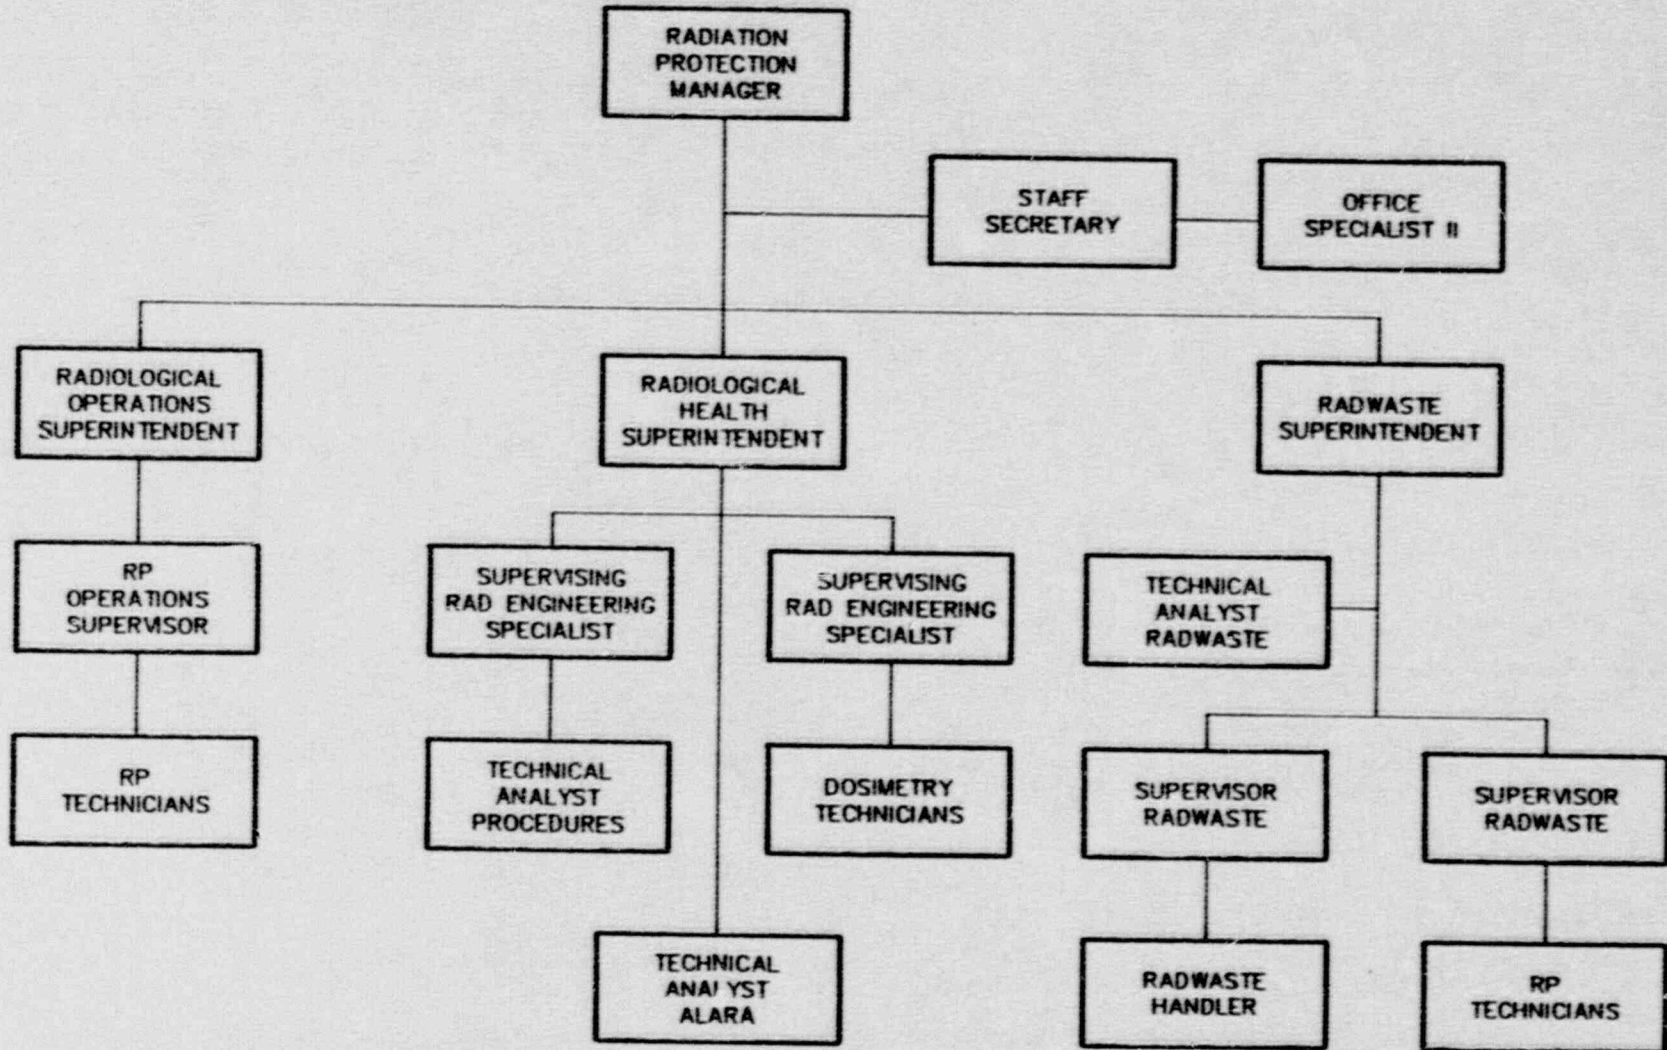 RADIATION
PROTECTION
MANAGER
STAFF
SECRETARY
OFFICE
SPECIALIST II
RADIOLOGICAL
OPERATIONS
SUPERINTENDENT
RADIOLOGICAL
HEALTH
SUPERINTENDENT
RADWASTE
SUPERINTENDENT
RP
OPERATIONS
SUPERVISOR
SUPERVISING
RAD ENGINEERING
SPECIALIST
SUPERVISING
RAD ENGINEERING
SPECIALIST
TECHNICAL
ANALYST
RADWASTE
RP
TECHNICIANS
TECHNICAL
ANALYST
PROCEDURES
DOSIMETRY
TECHNICIANS
SUPERVISOR
RADWASTE
SUPERVISOR
RADWASTE
TECHNICAL
ANALYST
ALARA
RADWASTE
HANDLER
RP
TECHNICIANS